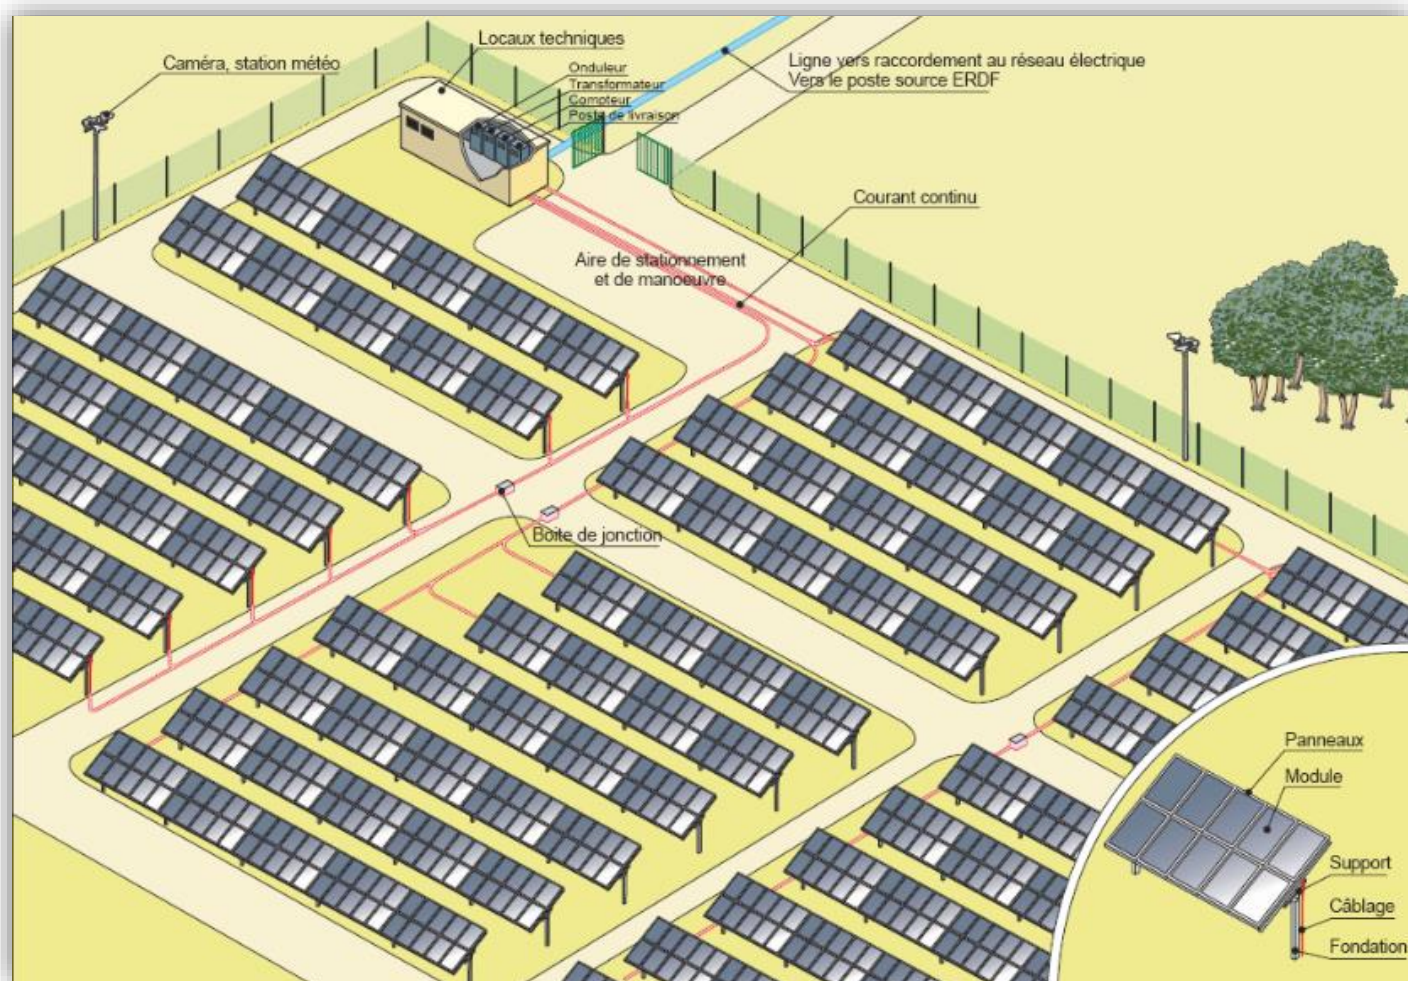 Locaux techniques
Caméra, station météo
Onduleur
Transformateur
Compteur
Poste de livraison
Ligne vers raccordement au réseau électrique
Vers le poste source ERDF
Courant continu
Aire de stationnement
et de manoeuvre
Boite de jonction
Panneaux
Module
Support
Câblage
Fondation